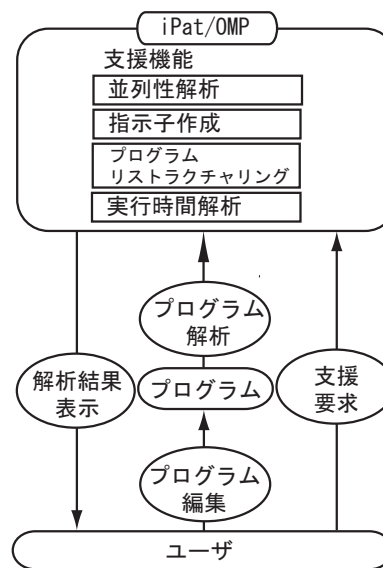 iPat/OMP
支援機能
並列性解析
指示子作成
プログラム
リストラクチャリング
実行時間解析
プログラム
解析
解析結果
表示
プログラム
支援
要求
プログラム
編集
ユーザ